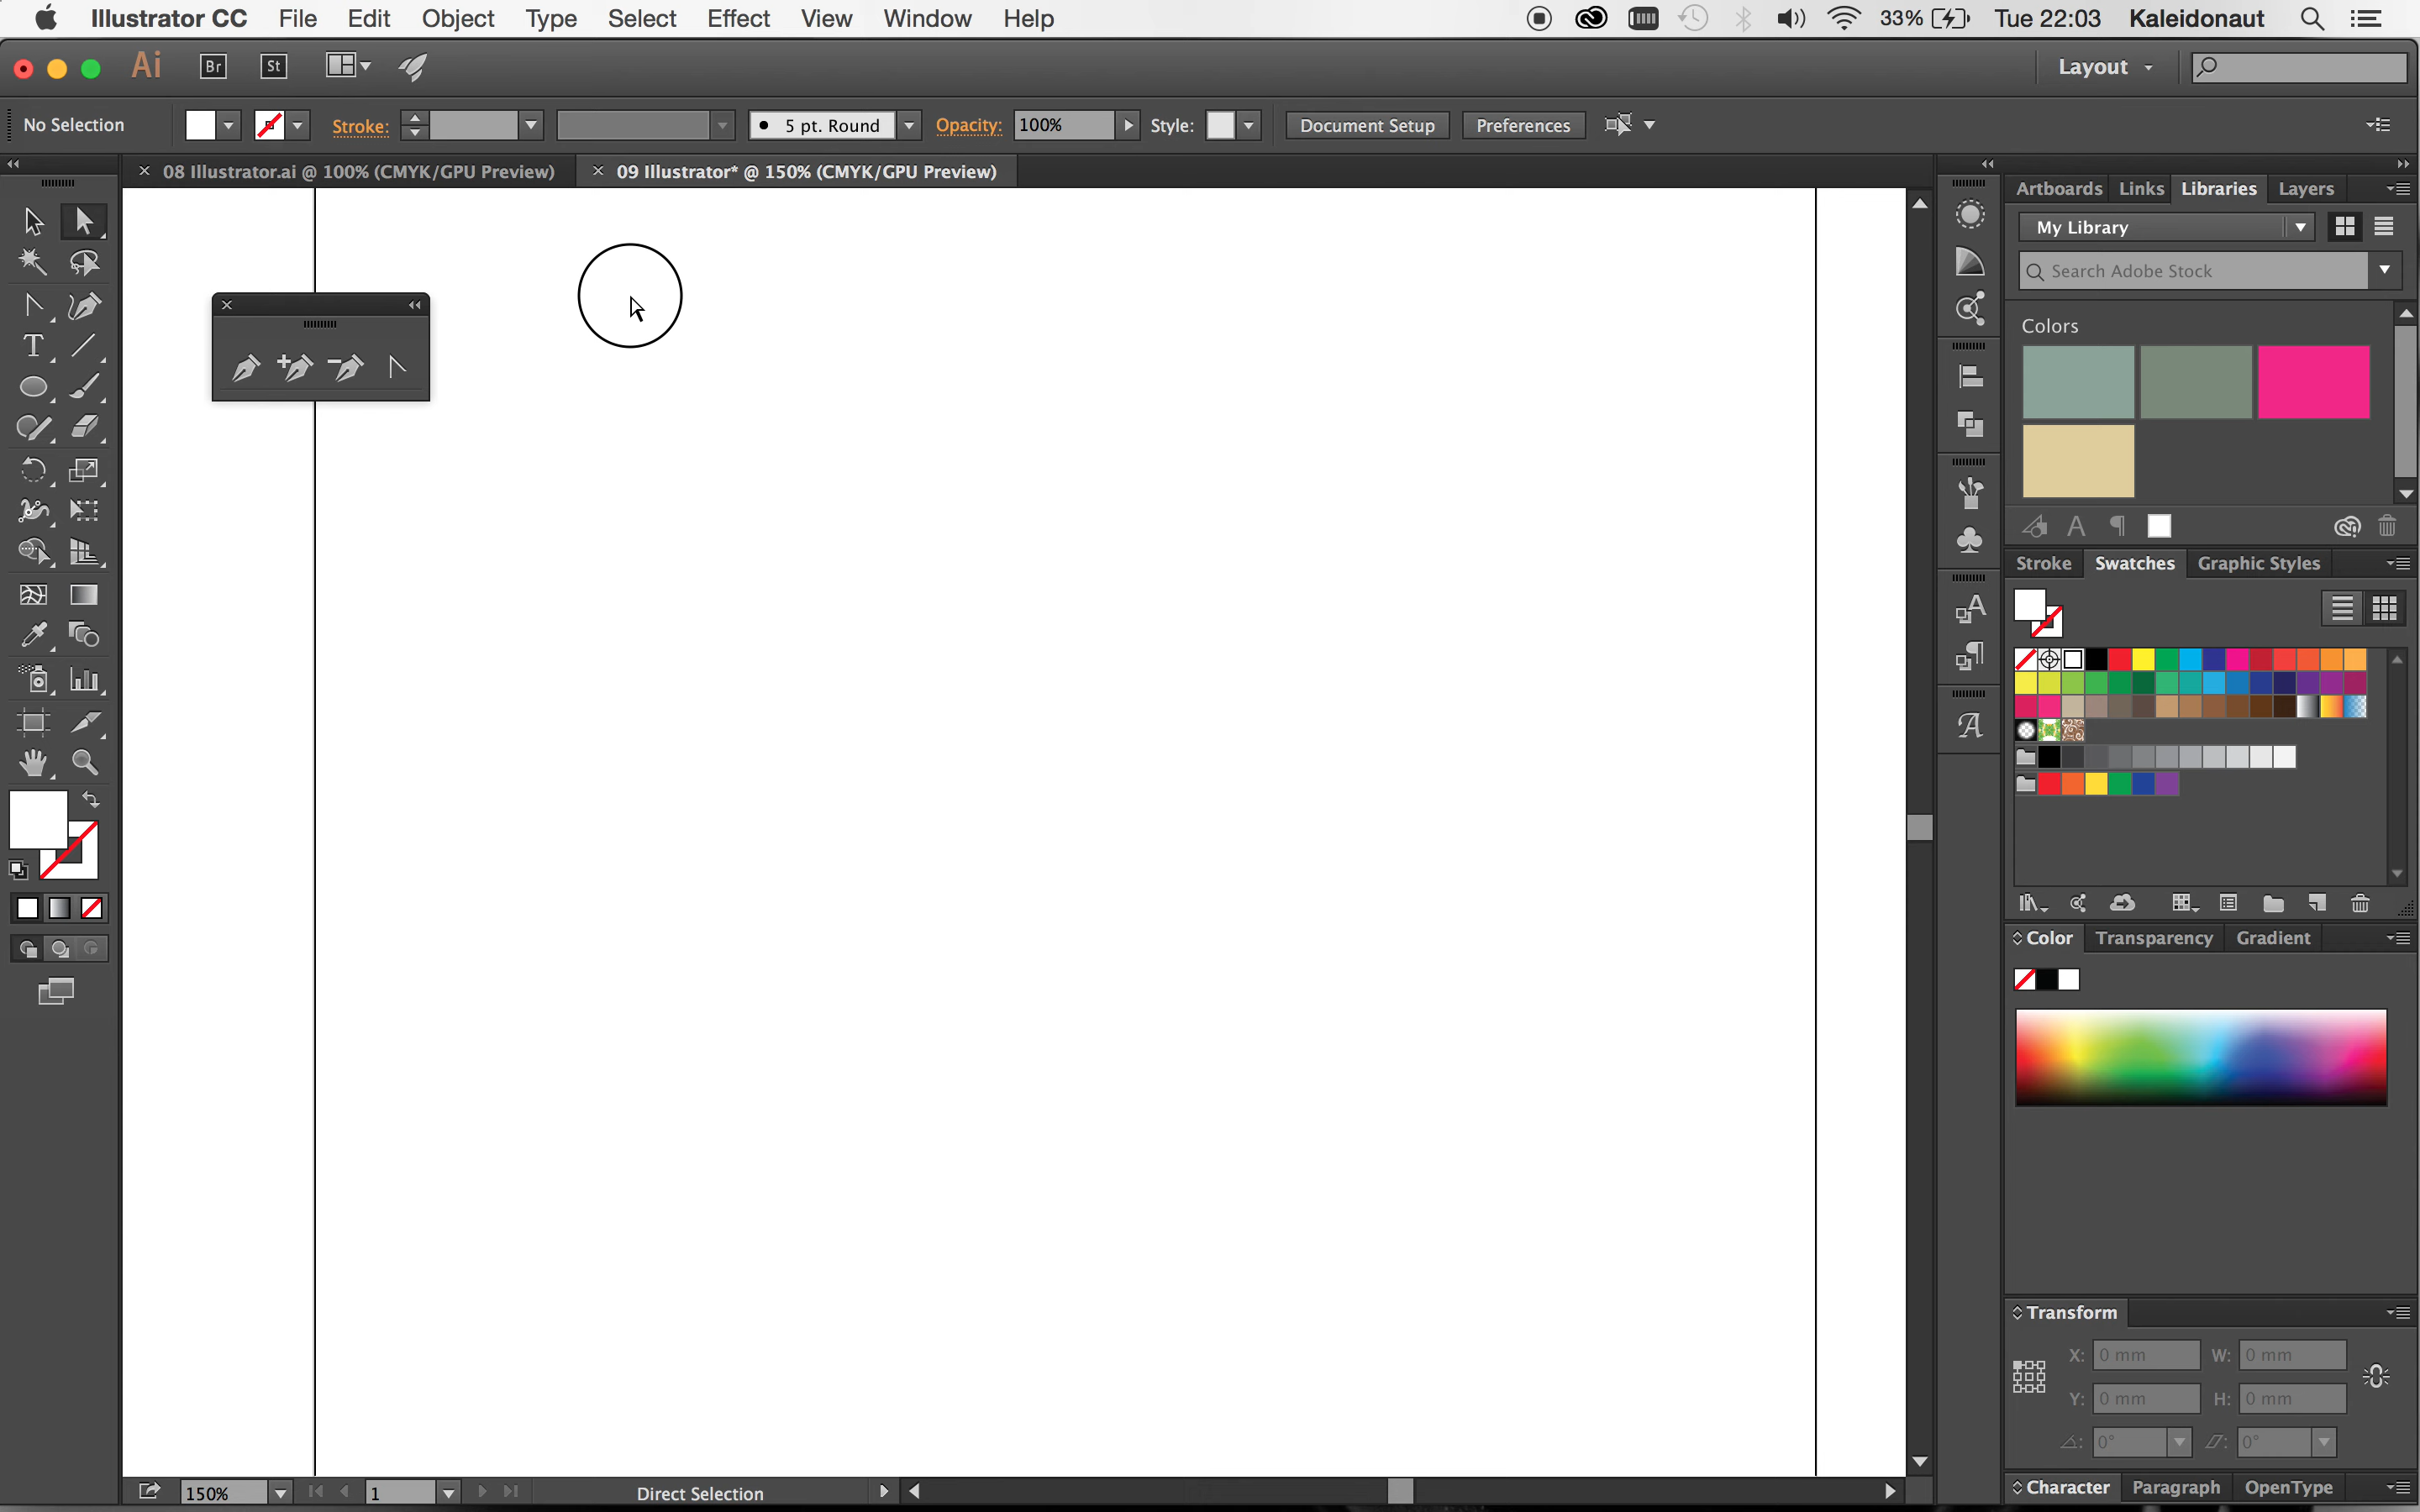 Illustrator CC File Edit Object Type Select Effect View Window Help 33% Tue 22:03 Kaleidonaut
Ai Br St Layout
No Selection Stroke: 5 pt. Round Opacity: 100% Style: Document Setup Preferences
08 Illustrator.ai @ 100% (CMYK/GPU Preview) 09 Illustrator* @ 150% (CMYK/GPU Preview)
Artboards Links Libraries Layers
My Library
Search Adobe Stock
Colors
Stroke Swatches Graphic Styles
Color Transparency Gradient
Transform
X: 0 mm W: 0 mm
Y: 0 mm H: 0 mm
0° 0°
150% 1 Direct Selection
Character Paragraph OpenType